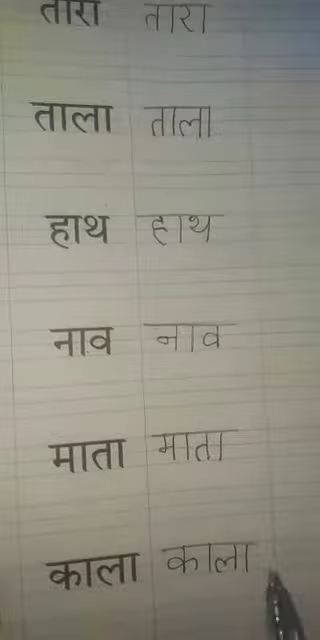 तारा तारा
ताला ताला
हाथ हाथ
नाव नाव
माता माता
काला काला